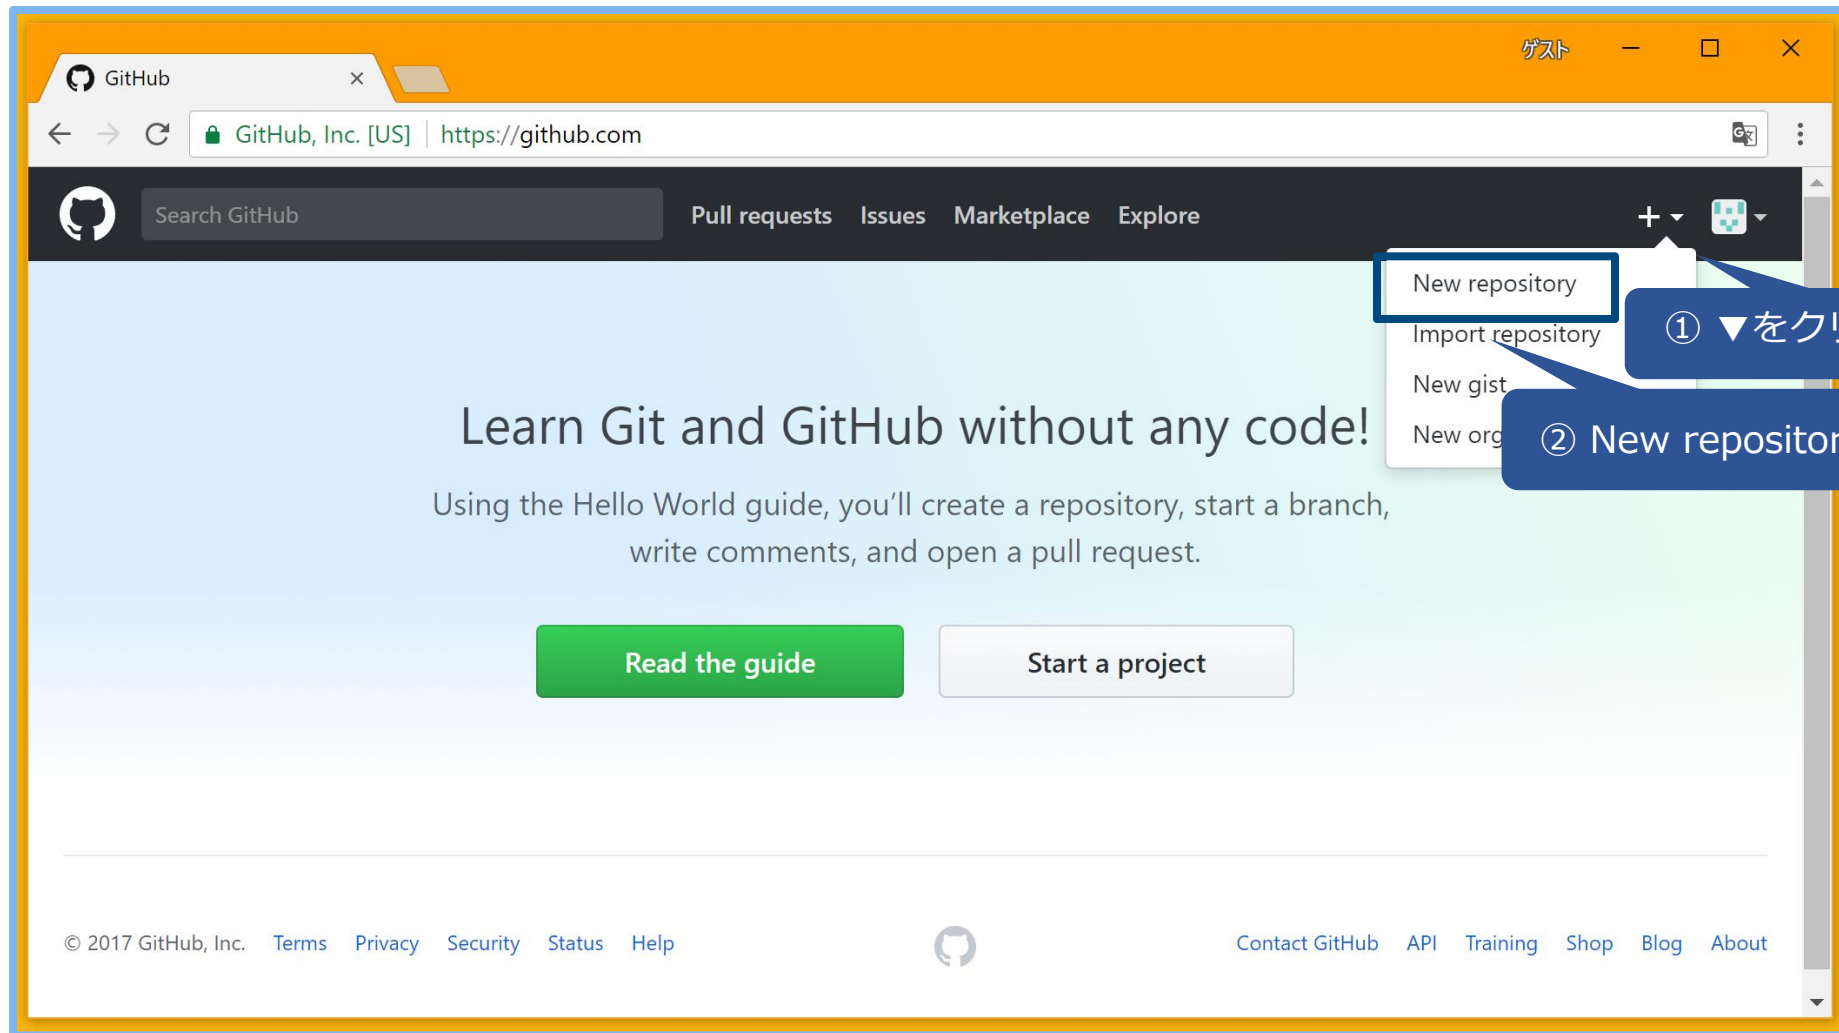 ゲスト
GitHub
GitHub, Inc. [US] https://github.com
Search GitHub Pull requests Issues Marketplace Explore
New repository
① ▼をク
Import repository
New gist
New
② New
Learn Git and GitHub without any code!
Using the Hello World guide, you'll create a repository, start a branch,
write comments, and open a pull request.
Read the guide Start a project
© 2017 GitHub, Inc. Terms Privacy Security Status Help Contact GitHub API Training Shop Blog About